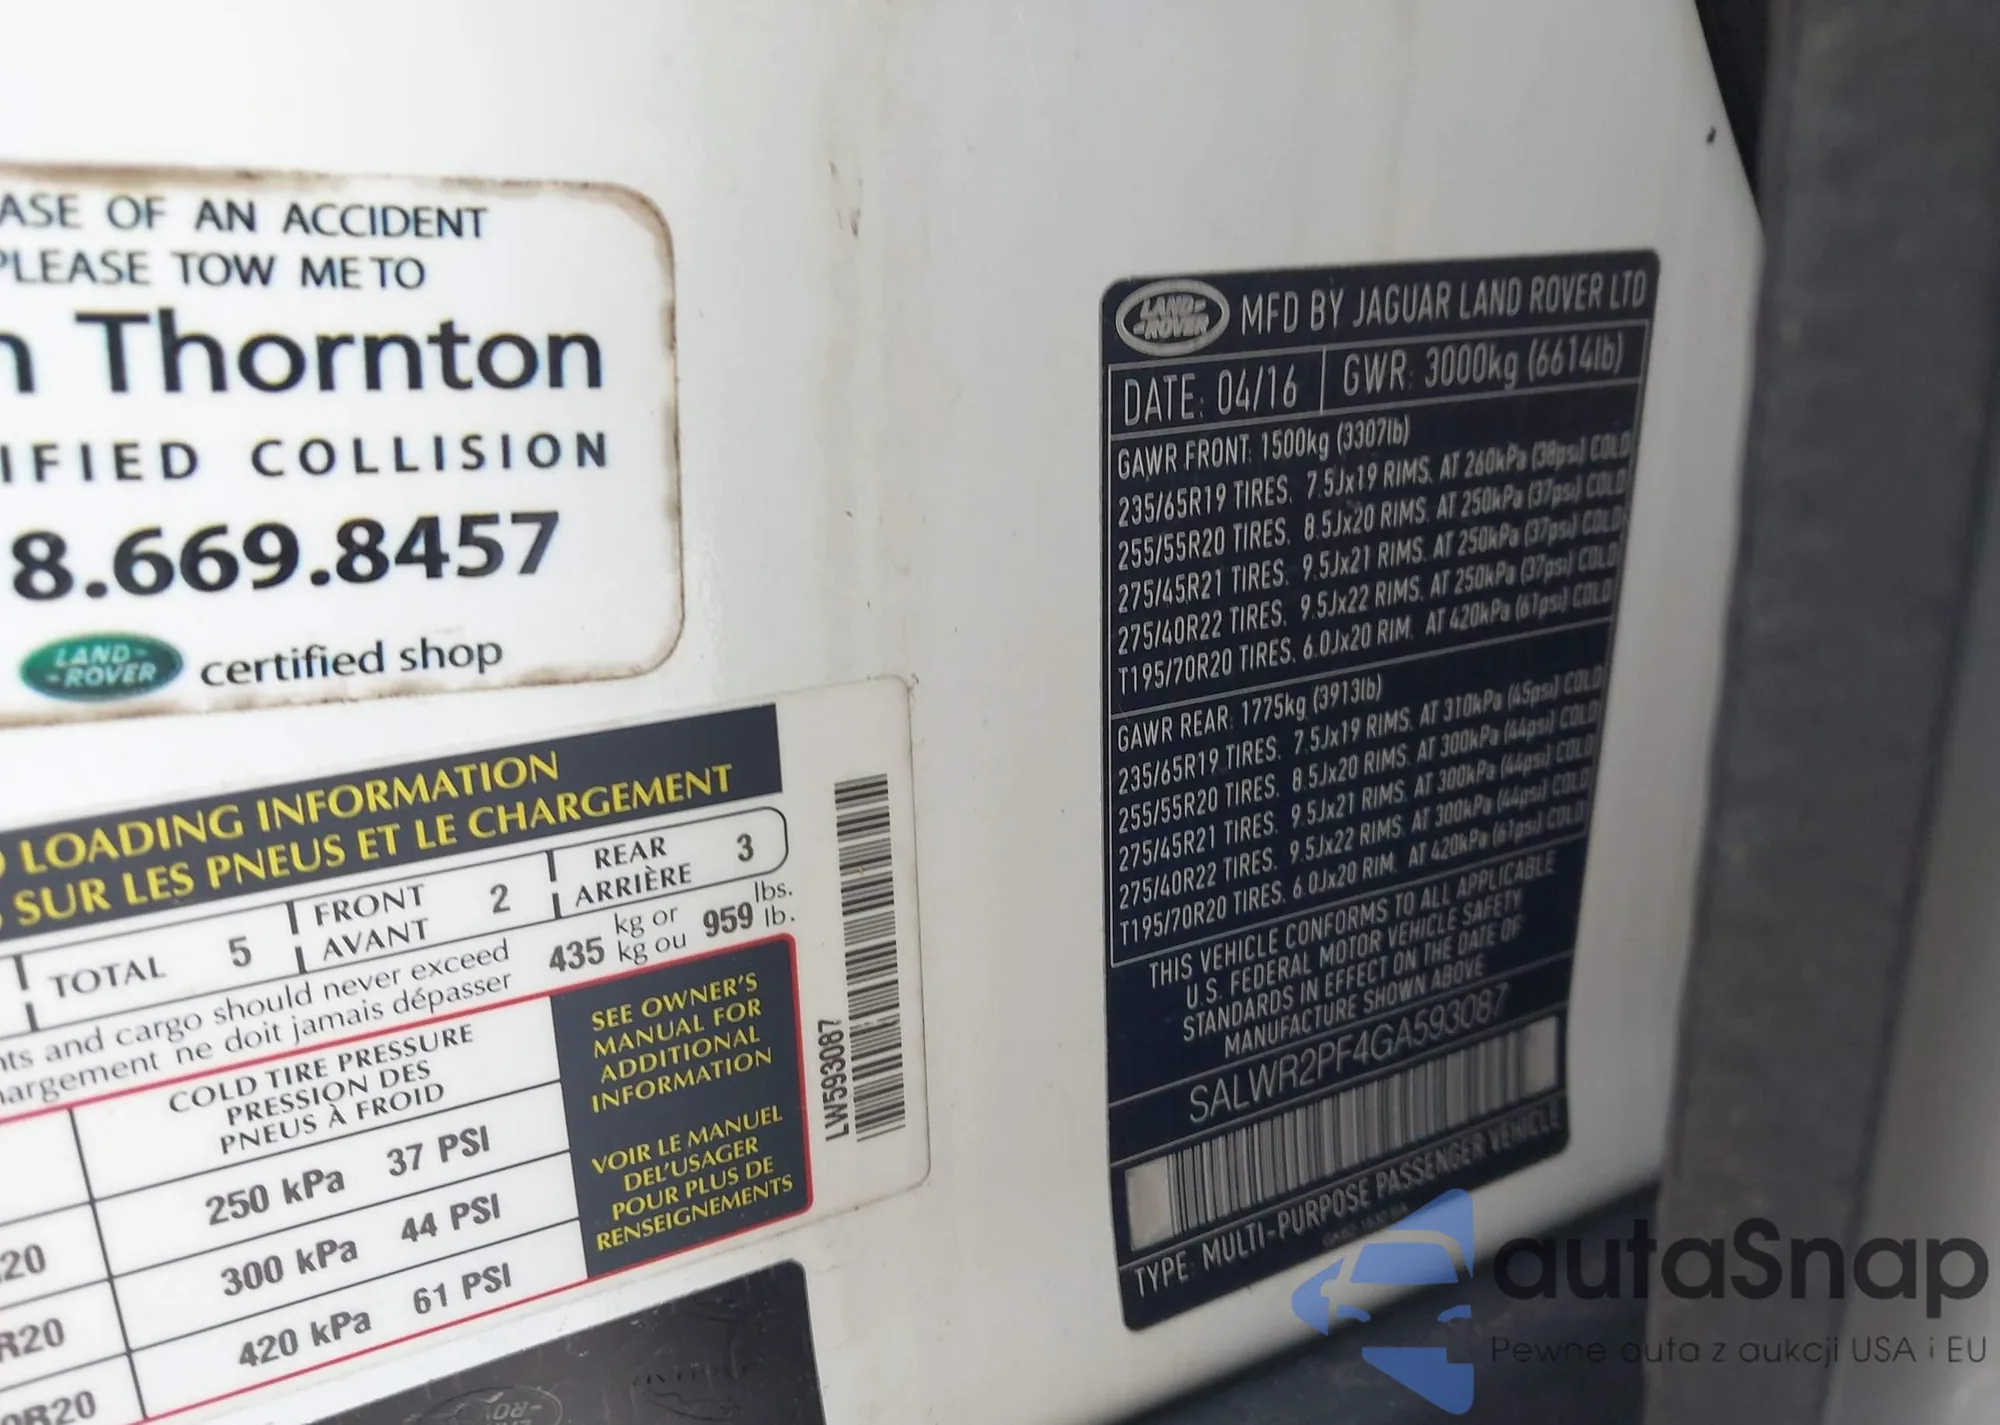 ASE OF AN ACCIDENT
PLEASE TOW ME TO
n Thornton
IFIED COLLISION
8.669.8457
LAND-
-ROVER
certified shop
LOADING INFORMATION
SUR LES PNEUS ET LE CHARGEMENT
TOTAL 5 FRONT AVANT 2 REAR ARRIÈRE 3
nts and cargo should never exceed 435 kg or 959 lbs.
hargement ne doit jamais dépasser kg ou lb.
COLD TIRE PRESSURE
PRESSION DES
PNEUS À FROID
250 kPa 37 PSI
20 300 kPa 44 PSI
R20 420 kPa 61 PSI
R20
SEE OWNER'S
MANUAL FOR
ADDITIONAL
INFORMATION
VOIR LE MANUEL
DEL'USAGER
POUR PLUS DE
RENSEIGNEMENTS
LW593087
LAND-
-ROVER
MFD BY JAGUAR LAND ROVER LTD
DATE: 04/16 GWR: 3000kg (6614lb)
GAWR FRONT: 1500kg (3307lb)
235/65R19 TIRES. 7.5Jx19 RIMS. AT 260kPa (38psi) COLD
255/55R20 TIRES. 8.5Jx20 RIMS. AT 250kPa (37psi) COLD
275/45R21 TIRES. 9.5Jx21 RIMS. AT 250kPa (37psi) COLD
275/40R22 TIRES. 9.5Jx22 RIMS. AT 250kPa (37psi) COLD
T195/70R20 TIRES. 6.0Jx20 RIM. AT 420kPa (61psi) COLD
GAWR REAR: 1775kg (3913lb)
235/65R19 TIRES. 7.5Jx19 RIMS. AT 310kPa (45psi) COLD
255/55R20 TIRES. 8.5Jx20 RIMS. AT 300kPa (44psi) COLD
275/45R21 TIRES. 9.5Jx21 RIMS. AT 300kPa (44psi) COLD
275/40R22 TIRES. 9.5Jx22 RIMS. AT 300kPa (44psi) COLD
T195/70R20 TIRES. 6.0Jx20 RIM. AT 420kPa (61psi) COLD
THIS VEHICLE CONFORMS TO ALL APPLICABLE
U.S. FEDERAL MOTOR VEHICLE SAFETY
STANDARDS IN EFFECT ON THE DATE OF
MANUFACTURE SHOWN ABOVE
SALWR2PF4GA593087
TYPE: MULTI-PURPOSE PASSENGER VEHICLE
autaSnap
Pewne auta z aukcji USA i EU